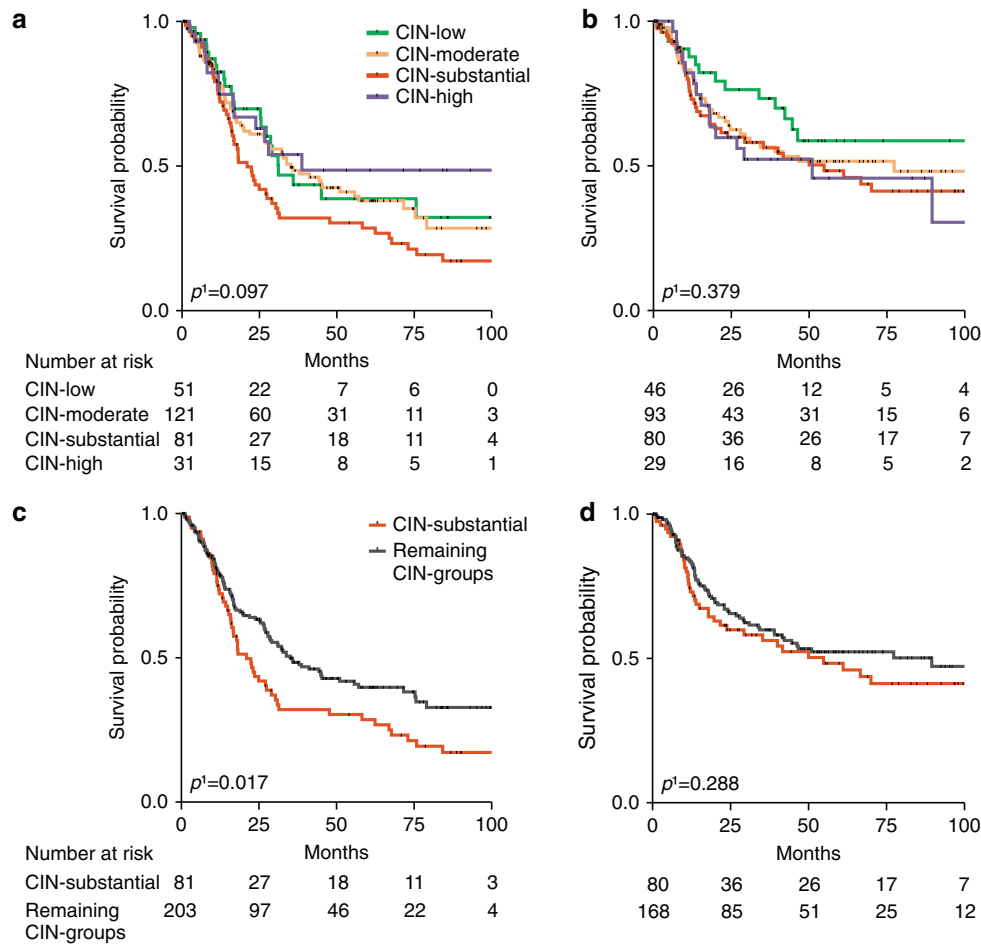 a
1.0
0.5
0.0
Survival probability
CIN-low
CIN-moderate
CIN-substantial
CIN-high
p¹=0.097
0 25 50 75 100
Months
Number at risk
CIN-low 51 22 7 6 0
CIN-moderate 121 60 31 11 3
CIN-substantial 81 27 18 11 4
CIN-high 31 15 8 5 1
b
1.0
0.5
0.0
Survival probability
p¹=0.379
0 25 50 75 100
Months
46 26 12 5 4
93 43 31 15 6
80 36 26 17 7
29 16 8 5 2
c
1.0
0.5
0.0
Survival probability
CIN-substantial
Remaining
CIN-groups
p¹=0.017
0 25 50 75 100
Months
Number at risk
CIN-substantial 81 27 18 11 3
Remaining 203 97 46 22 4
CIN-groups
d
1.0
0.5
0.0
Survival probability
p¹=0.288
0 25 50 75 100
Months
80 36 26 17 7
168 85 51 25 12